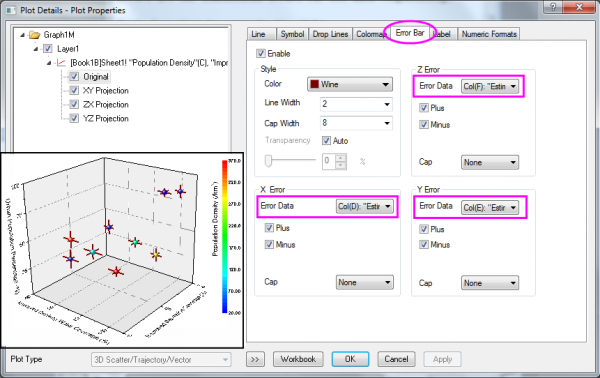 Plot Details - Plot Properties
Graph1M
Layer1
[Book1B]Sheet1! "Population Density/"(C), "Impr
Original
XY Projection
ZX Projection
YZ Projection
Line Symbol Drop Lines Colormap Error Bar Label Numeric Formats
Enable
Style
Color Wine
Line Width 2
Cap Width 8
Transparency Auto
0 %
Z Error
Error Data Col(F): "Estin
Plus
Minus
Cap None
X Error
Error Data Col(D): "Estir
Plus
Minus
Cap None
Y Error
Error Data Col(E): "Estir
Plus
Minus
Cap None
Population Density (/km²)
370.0
320.0
270.0
220.0
170.0
120.0
70.00
20.00
Plot Type 3D Scatter/Trajectory/Vector
>> Workbook OK Cancel Apply